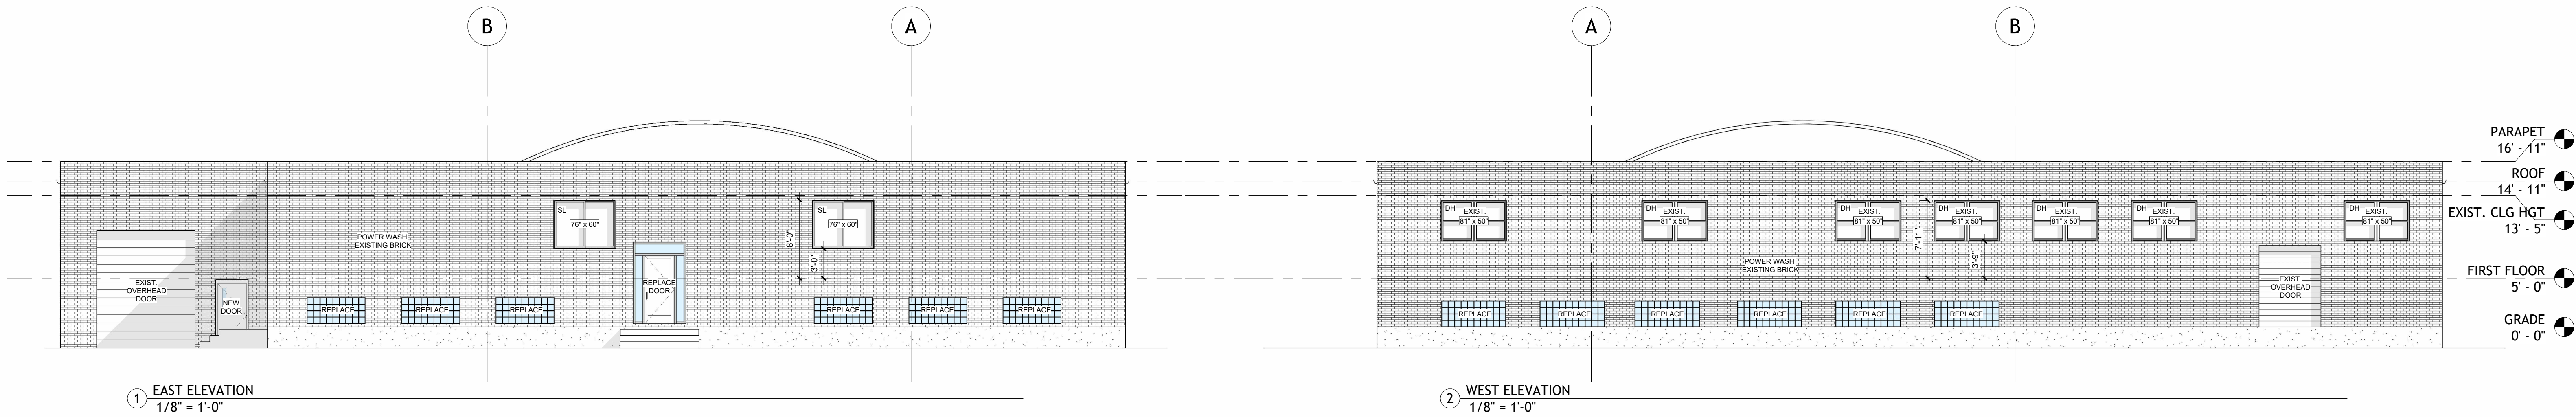 B
A
A
B
PARAPET
16' - 11"
ROOF
14' - 11"
EXIST. CLG HGT
13' - 5"
FIRST FLOOR
5' - 0"
GRADE
0' - 0"
SL
76" x 60"
SL
76" x 60"
8'-0"
3'-0"
POWER WASH
EXISTING BRICK
EXIST.
OVERHEAD
DOOR
NEW
DOOR
REPLACE
DOOR
REPLACE
REPLACE
REPLACE
REPLACE
REPLACE
REPLACE
DH
EXIST.
81" x 50"
DH
EXIST.
81" x 50"
DH
EXIST.
81" x 50"
DH
EXIST.
81" x 50"
DH
EXIST.
81" x 50"
DH
EXIST.
81" x 50"
DH
EXIST.
81" x 50"
7'-11"
3'-9"
POWER WASH
EXISTING BRICK
EXIST.
OVERHEAD
DOOR
REPLACE
REPLACE
REPLACE
REPLACE
REPLACE
REPLACE
1 EAST ELEVATION
1/8" = 1'-0"
2 WEST ELEVATION
1/8" = 1'-0"